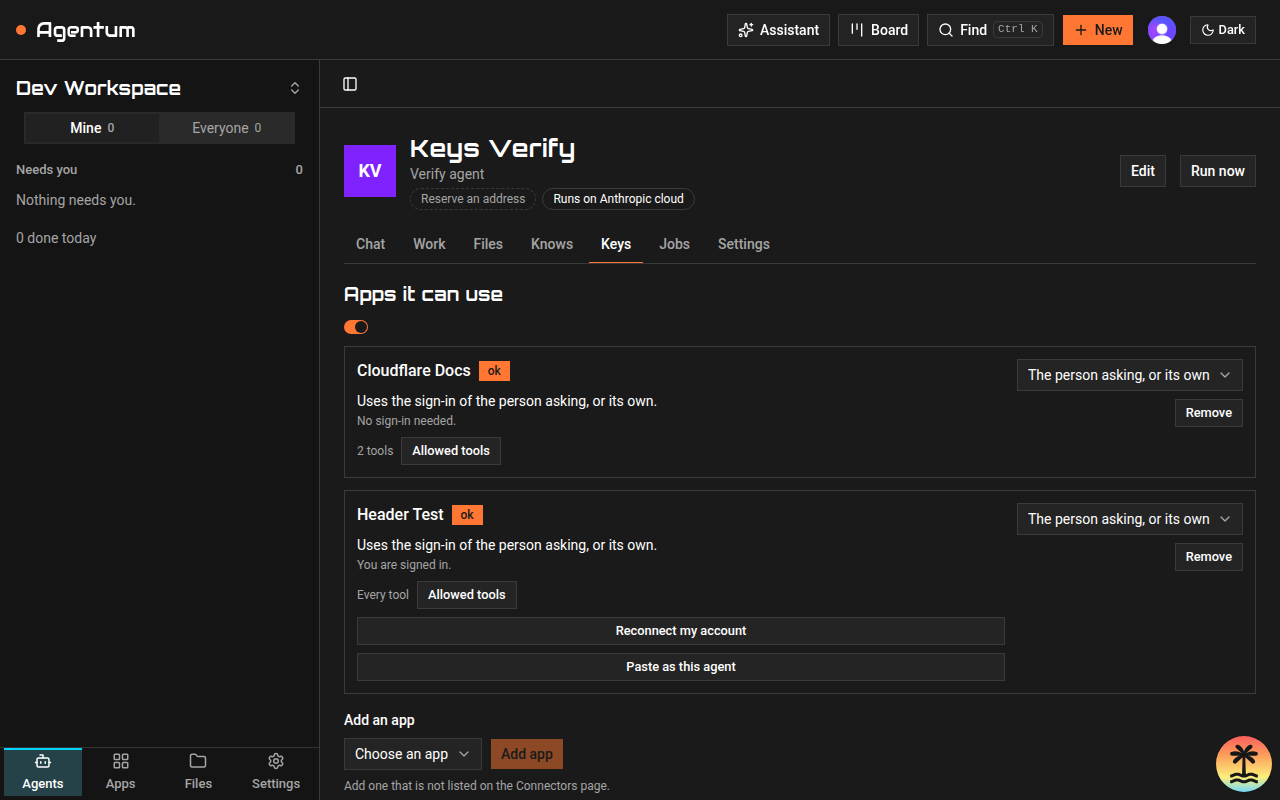 Agentum
Assistant
Board
Find Ctrl K
New
Dark
Dev Workspace
Mine 0
Everyone 0
Needs you 0
Nothing needs you.
0 done today
KV
Keys Verify
Verify agent
Reserve an address
Runs on Anthropic cloud
Edit
Run now
Chat
Work
Files
Knows
Keys
Jobs
Settings
Apps it can use
Cloudflare Docs ok
The person asking, or its own
Uses the sign-in of the person asking, or its own.
No sign-in needed.
Remove
2 tools
Allowed tools
Header Test ok
The person asking, or its own
Uses the sign-in of the person asking, or its own.
You are signed in.
Remove
Every tool
Allowed tools
Reconnect my account
Paste as this agent
Add an app
Choose an app
Add app
Add one that is not listed on the Connectors page.
Agents
Apps
Files
Settings